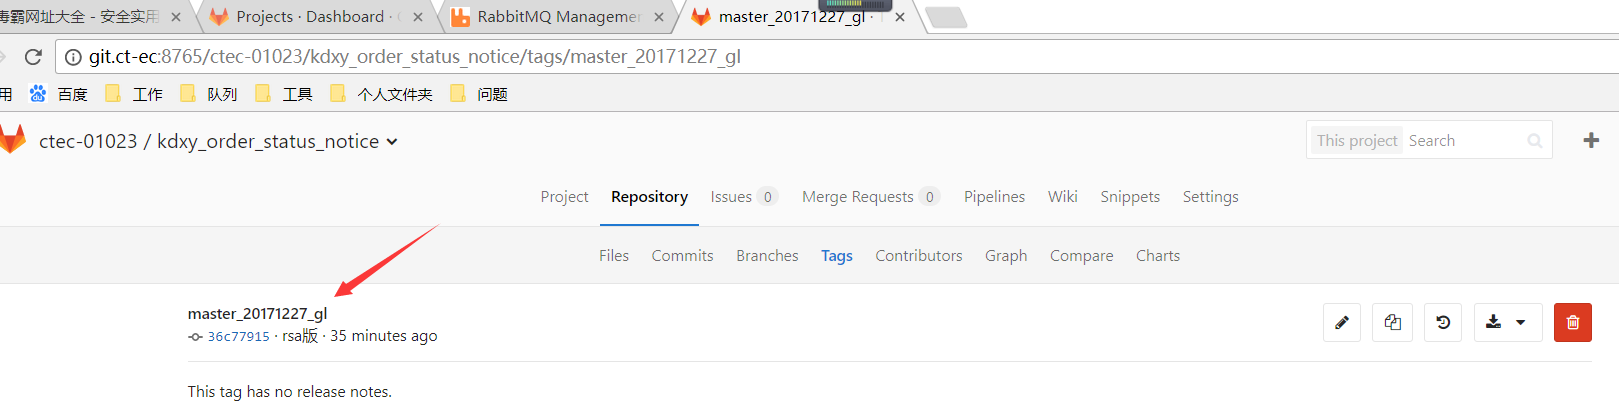 毒霸网址大全 - 安全实用
Projects · Dashboard ·
RabbitMQ Managemen
master_20171227_gl ·
git.ct-ec:8765/ctec-01023/kdxy_order_status_notice/tags/master_20171227_gl
用 百度 工作 队列 工具 个人文件夹 问题
ctec-01023 / kdxy_order_status_notice
This project Search
Project Repository Issues 0 Merge Requests 0 Pipelines Wiki Snippets Settings
Files Commits Branches Tags Contributors Graph Compare Charts
master_20171227_gl
36c77915 · rsa版 · 35 minutes ago
This tag has no release notes.